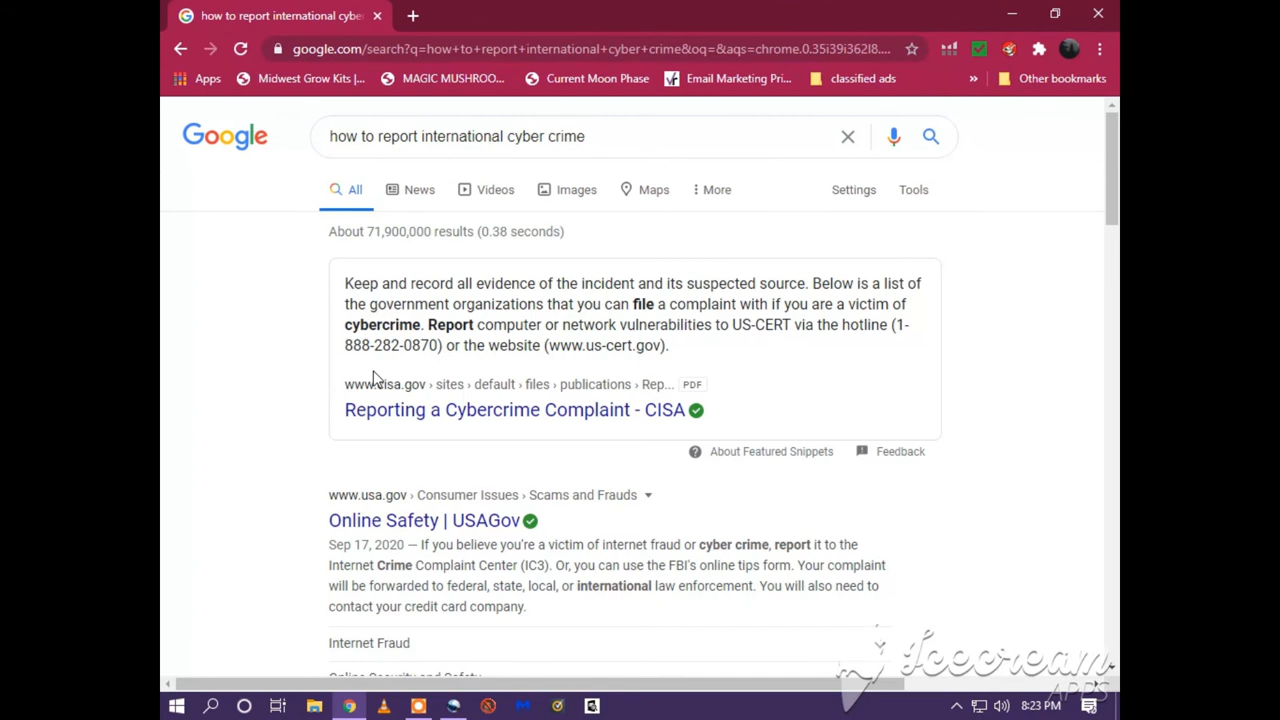 how to report international cybe
google.com/search?q=how+to+report+international+cyber+crime&oq=&aqs=chrome.0.35i39i362l8....
Apps
Midwest Grow Kits |...
MAGIC MUSHROO...
Current Moon Phase
Email Marketing Pri...
classified ads
»
Other bookmarks
Google
how to report international cyber crime
All
News
Videos
Images
Maps
More
Settings
Tools
About 71,900,000 results (0.38 seconds)
Keep and record all evidence of the incident and its suspected source. Below is a list of
the government organizations that you can file a complaint with if you are a victim of
cybercrime. Report computer or network vulnerabilities to US-CERT via the hotline (1-
888-282-0870) or the website (www.us-cert.gov).
www.cisa.gov › sites › default › files › publications › Rep... PDF
Reporting a Cybercrime Complaint - CISA
About Featured Snippets
Feedback
www.usa.gov › Consumer Issues › Scams and Frauds
Online Safety | USAGov
Sep 17, 2020 — If you believe you're a victim of internet fraud or cyber crime, report it to the
Internet Crime Complaint Center (IC3). Or, you can use the FBI's online tips form. Your complaint
will be forwarded to federal, state, local, or international law enforcement. You will also need to
contact your credit card company.
Internet Fraud
Online Security and Safety
Icecream
APPS
8:23 PM